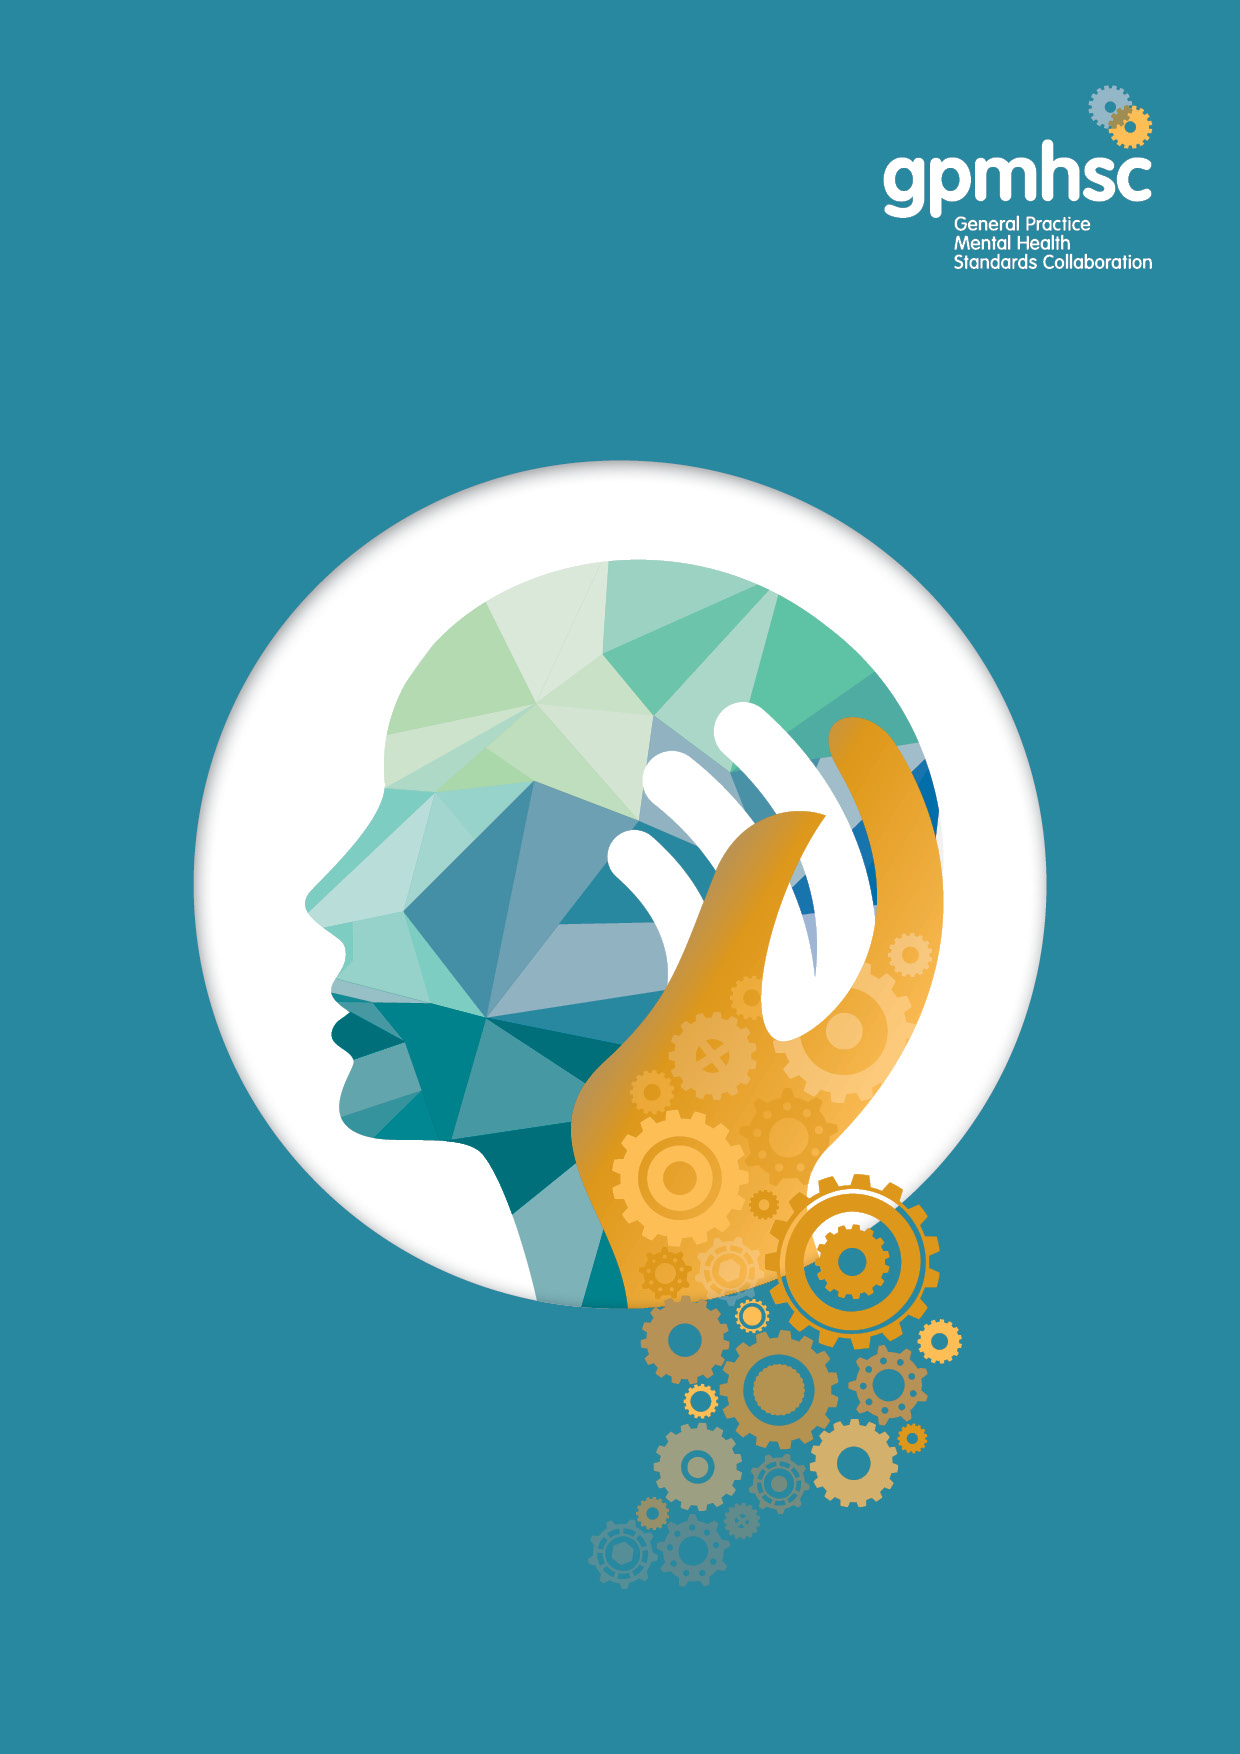 gpmhsc
General Practice
Mental Health
Standards Collaboration